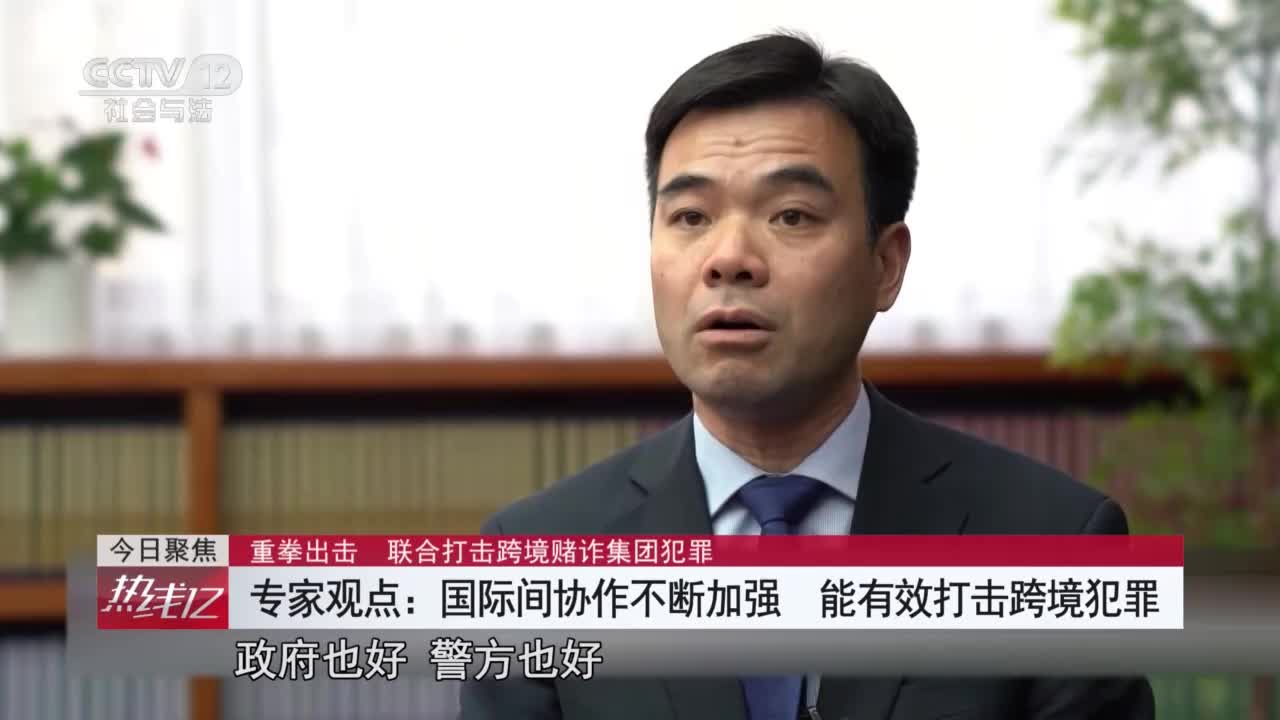 CCTV 12
社会与法
今日聚焦
重拳出击 联合打击跨境赌诈集团犯罪
热线12
专家观点：国际间协作不断加强 能有效打击跨境犯罪
政府也好 警方也好